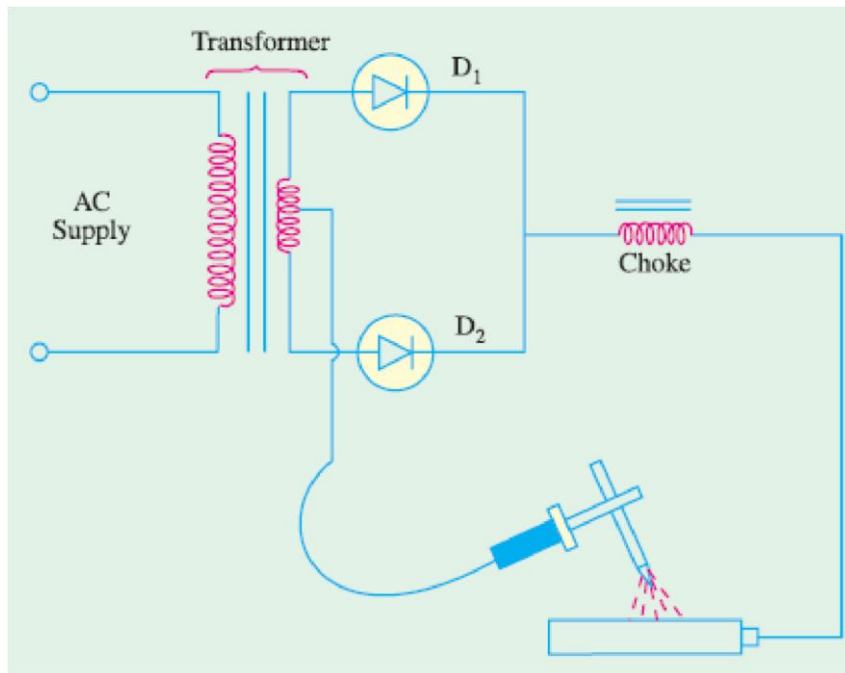 Transformer
D1
AC
Supply
Choke
D2